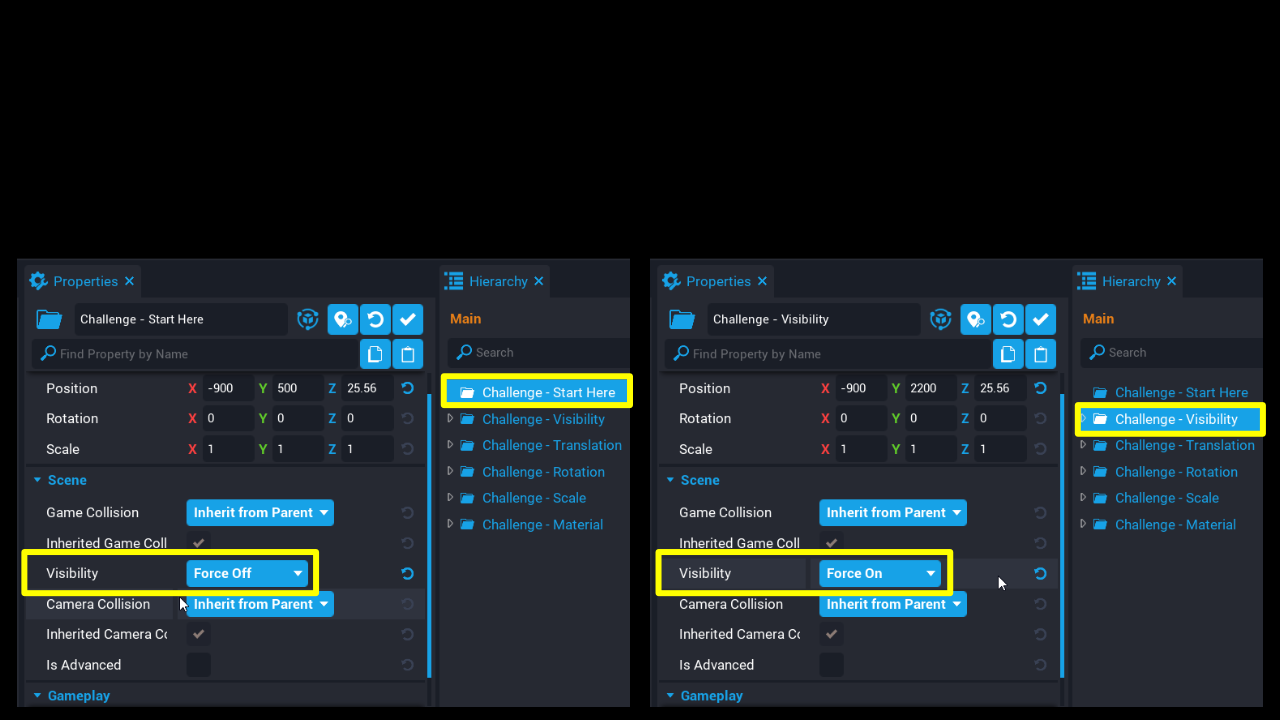 Properties
Hierarchy
Challenge - Start Here
Main
Find Property by Name
Search
Position X -900 Y 500 Z 25.56
Challenge - Start Here
Rotation X 0 Y 0 Z 0
Challenge - Visibility
Scale X 1 Y 1 Z 1
Challenge - Translation
Scene
Challenge - Rotation
Game Collision Inherit from Parent
Challenge - Scale
Inherited Game Coll
Challenge - Material
Visibility Force Off
Camera Collision Inherit from Parent
Inherited Camera Co
Is Advanced
Gameplay
Properties
Hierarchy
Challenge - Visibility
Main
Find Property by Name
Search
Position X -900 Y 2200 Z 25.56
Challenge - Start Here
Rotation X 0 Y 0 Z 0
Challenge - Visibility
Scale X 1 Y 1 Z 1
Challenge - Translation
Scene
Challenge - Rotation
Game Collision Inherit from Parent
Challenge - Scale
Inherited Game Coll
Challenge - Material
Visibility Force On
Camera Collision Inherit from Parent
Inherited Camera Co
Is Advanced
Gameplay